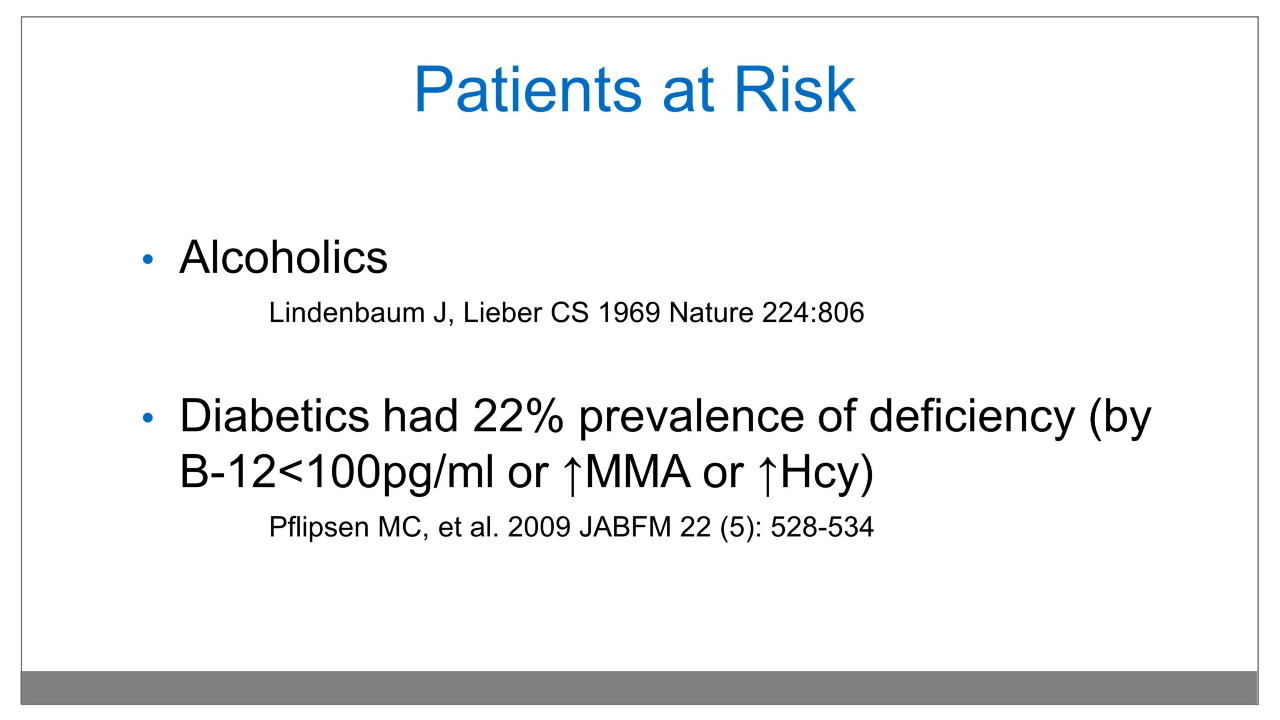 Patients at Risk
• Alcoholics
Lindenbaum J, Lieber CS 1969 Nature 224:806
• Diabetics had 22% prevalence of deficiency (by
B-12<100pg/ml or ↑MMA or ↑Hcy)
Pflipsen MC, et al. 2009 JABFM 22 (5): 528-534